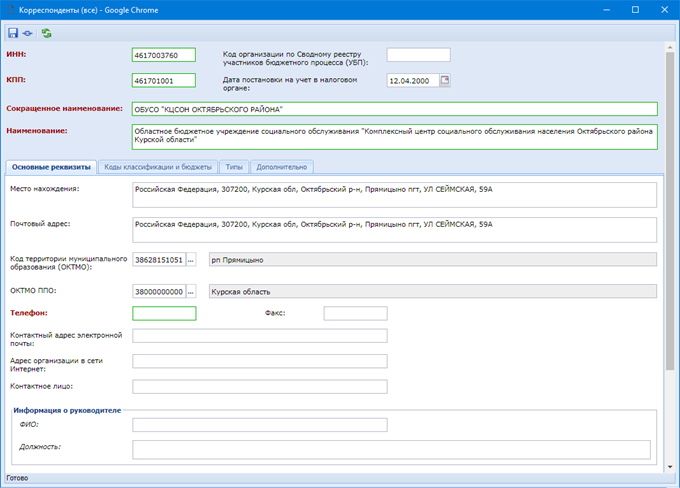 Корреспонденты (все) - Google Chrome
ИНН: 4617003760 Код организации по Сводному реестру
участников бюджетного процесса (УБП):
КПП: 461701001 Дата постановки на учет в налоговом
органе: 12.04.2000
Сокращенное наименование: ОБУСО "КЦСОН ОКТЯБРЬСКОГО РАЙОНА"
Наименование: Областное бюджетное учреждение социального обслуживания "Комплексный центр социального обслуживания населения Октябрьского района
Курской области"
Основные реквизиты Коды классификации и бюджеты Типы Дополнительно
Место нахождения: Российская Федерация, 307200, Курская обл, Октябрьский р-н, Прямицыно пгт, УЛ СЕЙМСКАЯ, 59А
Почтовый адрес: Российская Федерация, 307200, Курская обл, Октябрьский р-н, Прямицыно пгт, УЛ СЕЙМСКАЯ, 59А
Код территории муниципального
образования (ОКТМО): 38628151051 ... рп Прямицыно
ОКТМО ППО: 38000000000 ... Курская область
Телефон: Факс:
Контактный адрес электронной
почты:
Адрес организации в сети
Интернет:
Контактное лицо:
Информация о руководителе
ФИО:
Должность:
Готово